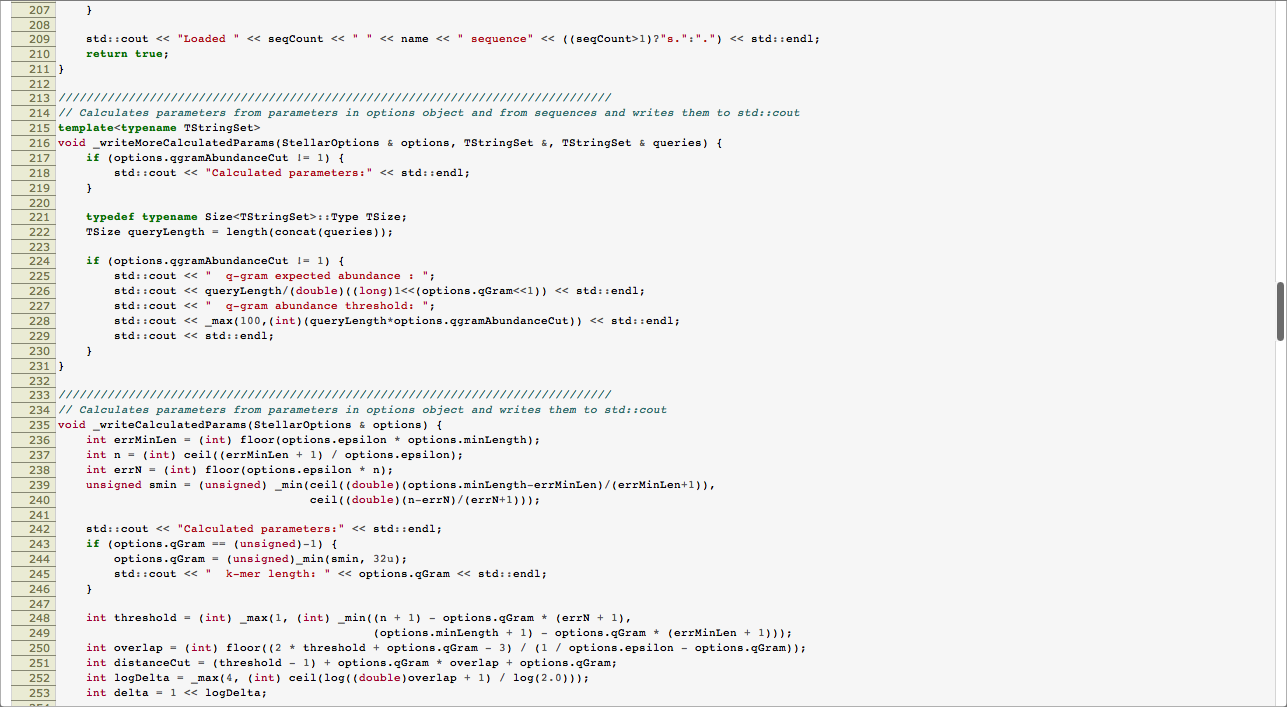 207     }
208
209     std::cout << "Loaded " << seqCount << " " << name << " sequence" << ((seqCount>1)?"s.":".") << std::endl;
210     return true;
211 }
212
213 ///////////////////////////////////////////////////////////////////////////////
214 // Calculates parameters from parameters in options object and from sequences and writes them to std::cout
215 template<typename TStringSet>
216 void _writeMoreCalculatedParams(StellarOptions & options, TStringSet &, TStringSet & queries) {
217     if (options.qgramAbundanceCut != 1) {
218         std::cout << "Calculated parameters:" << std::endl;
219     }
220
221     typedef typename Size<TStringSet>::Type TSize;
222     TSize queryLength = length(concat(queries));
223
224     if (options.qgramAbundanceCut != 1) {
225         std::cout << "  q-gram expected abundance : ";
226         std::cout << queryLength/(double)((long)1<<(options.qGram<<1)) << std::endl;
227         std::cout << "  q-gram abundance threshold: ";
228         std::cout << _max(100,(int)(queryLength*options.qgramAbundanceCut)) << std::endl;
229         std::cout << std::endl;
230     }
231 }
232
233 ///////////////////////////////////////////////////////////////////////////////
234 // Calculates parameters from parameters in options object and writes them to std::cout
235 void _writeCalculatedParams(StellarOptions & options) {
236     int errMinLen = (int) floor(options.epsilon * options.minLength);
237     int n = (int) ceil((errMinLen + 1) / options.epsilon);
238     int errN = (int) floor(options.epsilon * n);
239     unsigned smin = (unsigned) _min(ceil((double)(options.minLength-errMinLen)/(errMinLen+1)),
240                                     ceil((double)(n-errN)/(errN+1)));
241
242     std::cout << "Calculated parameters:" << std::endl;
243     if (options.qGram == (unsigned)-1) {
244         options.qGram = (unsigned)_min(smin, 32u);
245         std::cout << "  k-mer length: " << options.qGram << std::endl;
246     }
247
248     int threshold = (int) _max(1, (int) _min((n + 1) - options.qGram * (errN + 1),
249                                              (options.minLength + 1) - options.qGram * (errMinLen + 1)));
250     int overlap = (int) floor((2 * threshold + options.qGram - 3) / (1 / options.epsilon - options.qGram));
251     int distanceCut = (threshold - 1) + options.qGram * overlap + options.qGram;
252     int logDelta = _max(4, (int) ceil(log((double)overlap + 1) / log(2.0)));
253     int delta = 1 << logDelta;